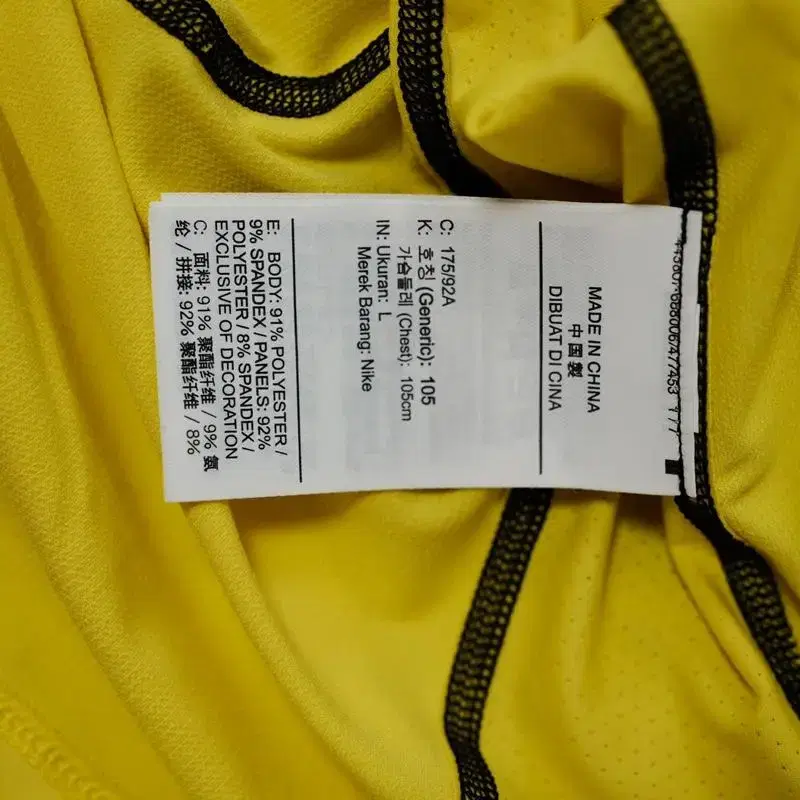 MADE IN CHINA
中国製
DIBUAT DI CINA
C: 175/92A
K: 호칭 (Generic): 105
가슴둘레 (Chest): 105cm
IN: Ukuran: L
Merek Barang: Nike
E: BODY: 91% POLYESTER /
9% SPANDEX / PANELS: 92%
POLYESTER / 8% SPANDEX /
EXCLUSIVE OF DECORATION
C: 面料: 91% 聚酯纤维 / 9% 氨
纶 / 拼接: 92% 聚酯纤维 / 8%